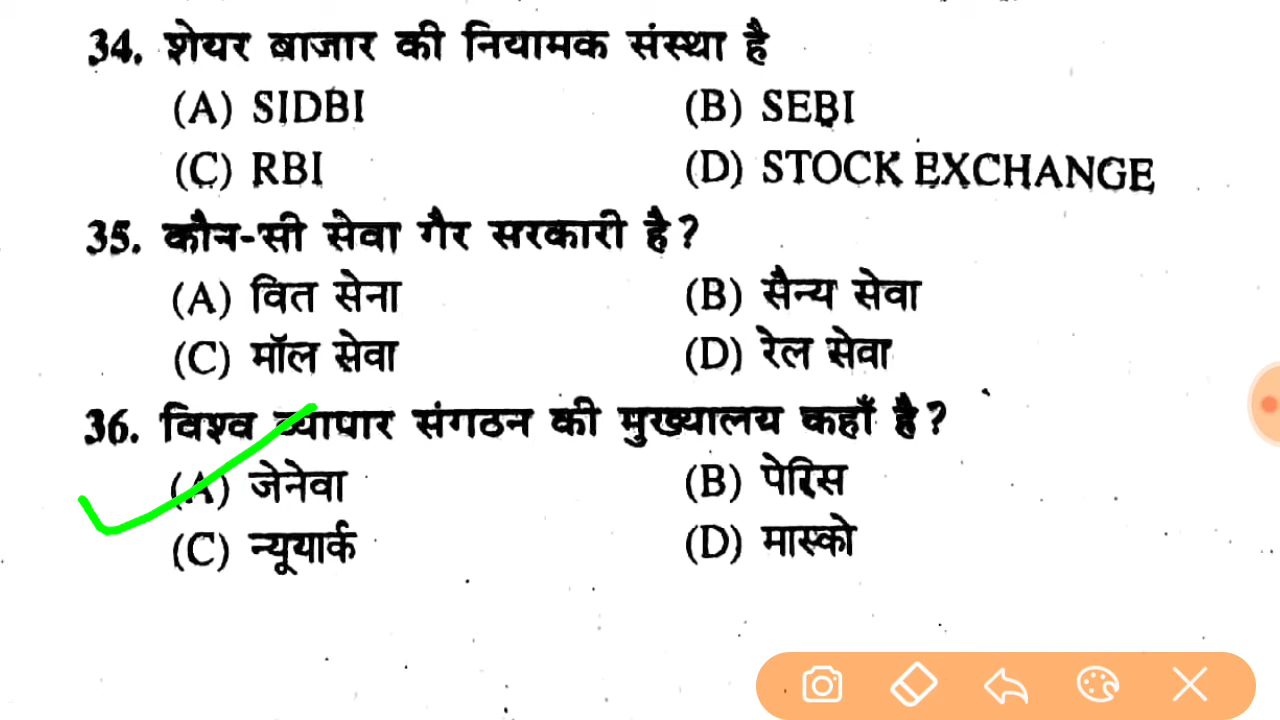 34. शेयर बाजार की नियामक संस्था है
(A) SIDBI (B) SEBI
(C) RBI (D) STOCK EXCHANGE
35. कौन-सी सेवा गैर सरकारी है?
(A) वित सेना (B) सैन्य सेवा
(C) मॉल सेवा (D) रेल सेवा
36. विश्व व्यापार संगठन की मुख्यालय कहाँ है?
(A) जेनेवा (B) पेरिस
(C) न्यूयार्क (D) मास्को